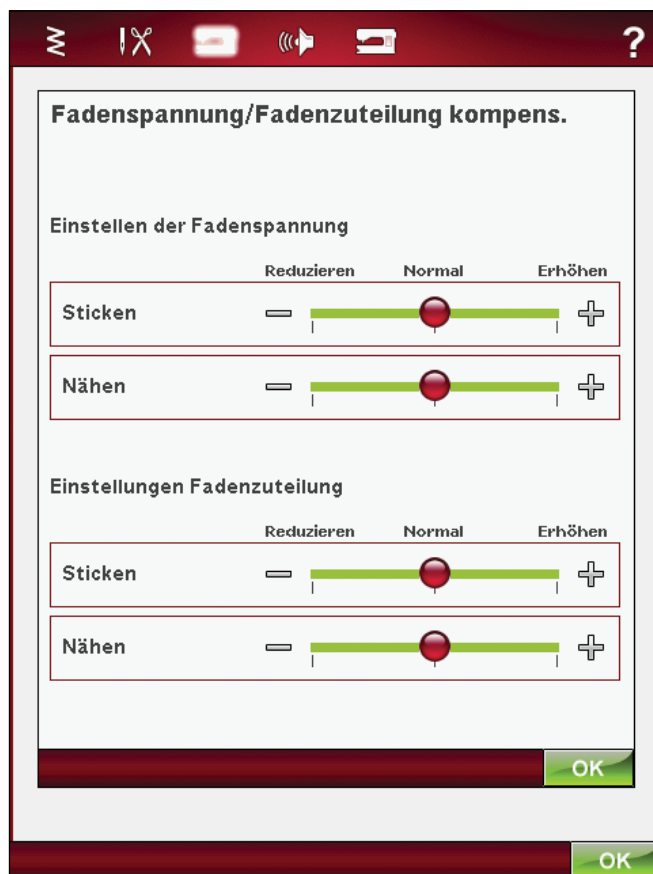 ?
Fadenspannung/Fadenzuteilung kompens.
Einstellen der Fadenspannung
Reduzieren Normal Erhöhen
Sticken
Nähen
Einstellungen Fadenzuteilung
Reduzieren Normal Erhöhen
Sticken
Nähen
OK
OK